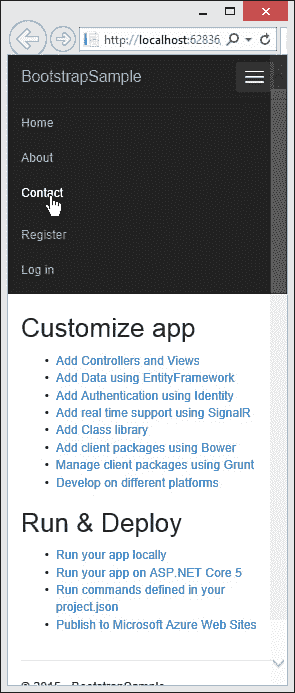 http://localhost:62836
BootstrapSample
Home
About
Contact
Register
Log in
Customize app
Add Controllers and Views
Add Data using EntityFramework
Add Authentication using Identity
Add real time support using SignalR
Add Class library
Add client packages using Bower
Manage client packages using Grunt
Develop on different platforms
Run & Deploy
Run your app locally
Run your app on ASP.NET Core 5
Run commands defined in your
project.json
Publish to Microsoft Azure Web Sites
© 2015 - BootstrapSample